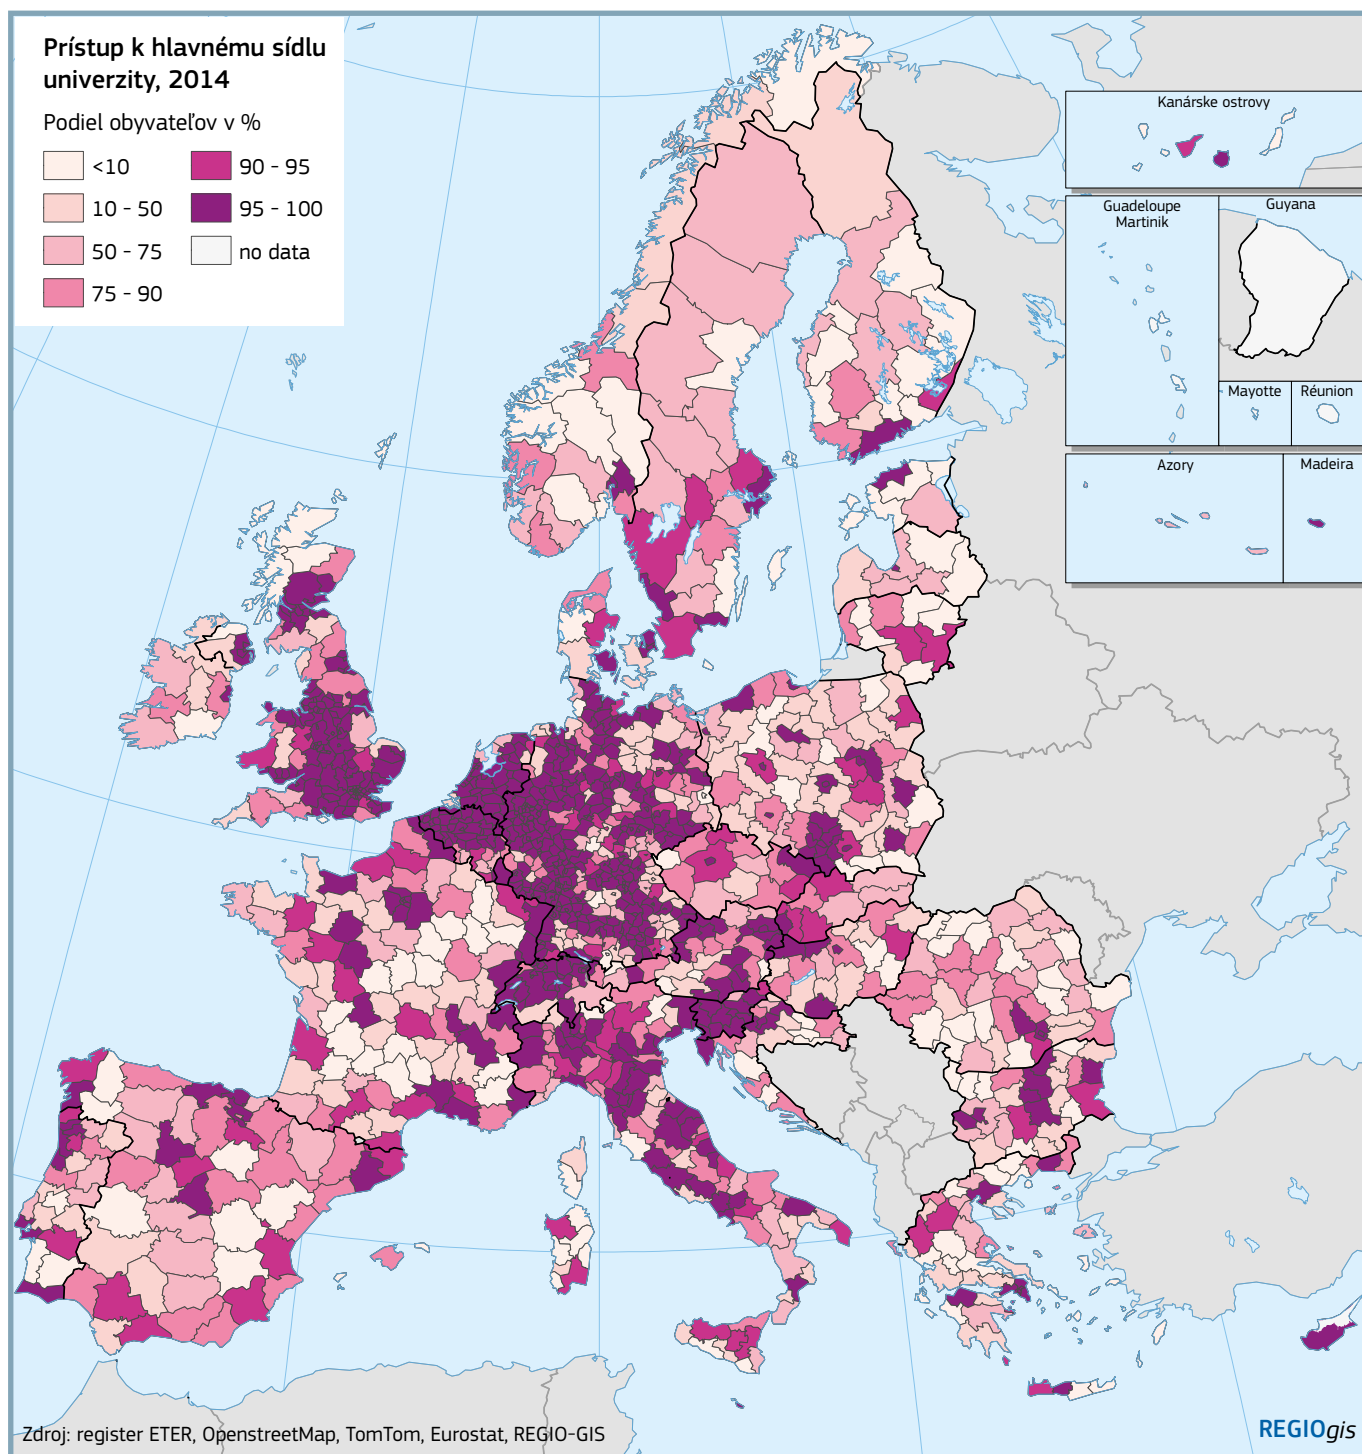 Prístup k hlavnému sídlu
univerzity, 2014
Podiel obyvateľov v %
<10
10 - 50
50 - 75
75 - 90
90 - 95
95 - 100
no data
Kanárske ostrovy
Guadeloupe
Martinik
Guyana
Mayotte
Réunion
Azory
Madeira
Zdroj: register ETER, OpenstreetMap, TomTom, Eurostat, REGIO-GIS
REGIOgis